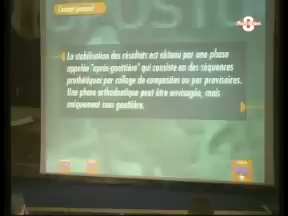 La stabilisation des résultats est obtenu par une phase
appelée "après-gouttière" qui consiste en des séquences
prothétiques par collage de composites ou par provisoires.
Une phase orthodontique peut être envisagée, mais
uniquement sous gouttière.